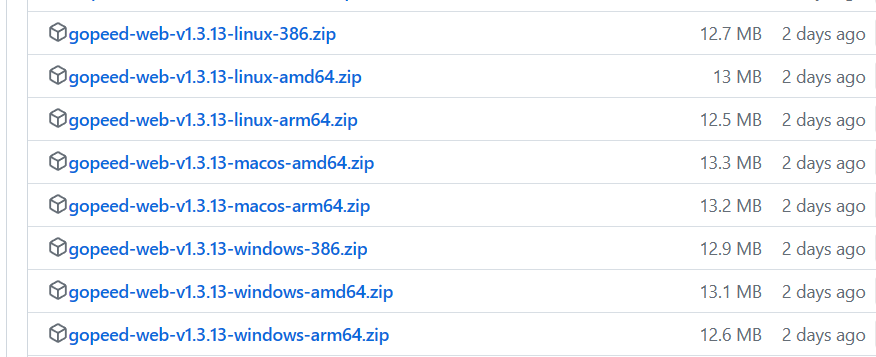 gopeed-web-v1.3.13-linux-386.zip 12.7 MB 2 days ago
gopeed-web-v1.3.13-linux-amd64.zip 13 MB 2 days ago
gopeed-web-v1.3.13-linux-arm64.zip 12.5 MB 2 days ago
gopeed-web-v1.3.13-macos-amd64.zip 13.3 MB 2 days ago
gopeed-web-v1.3.13-macos-arm64.zip 13.2 MB 2 days ago
gopeed-web-v1.3.13-windows-386.zip 12.9 MB 2 days ago
gopeed-web-v1.3.13-windows-amd64.zip 13.1 MB 2 days ago
gopeed-web-v1.3.13-windows-arm64.zip 12.6 MB 2 days ago